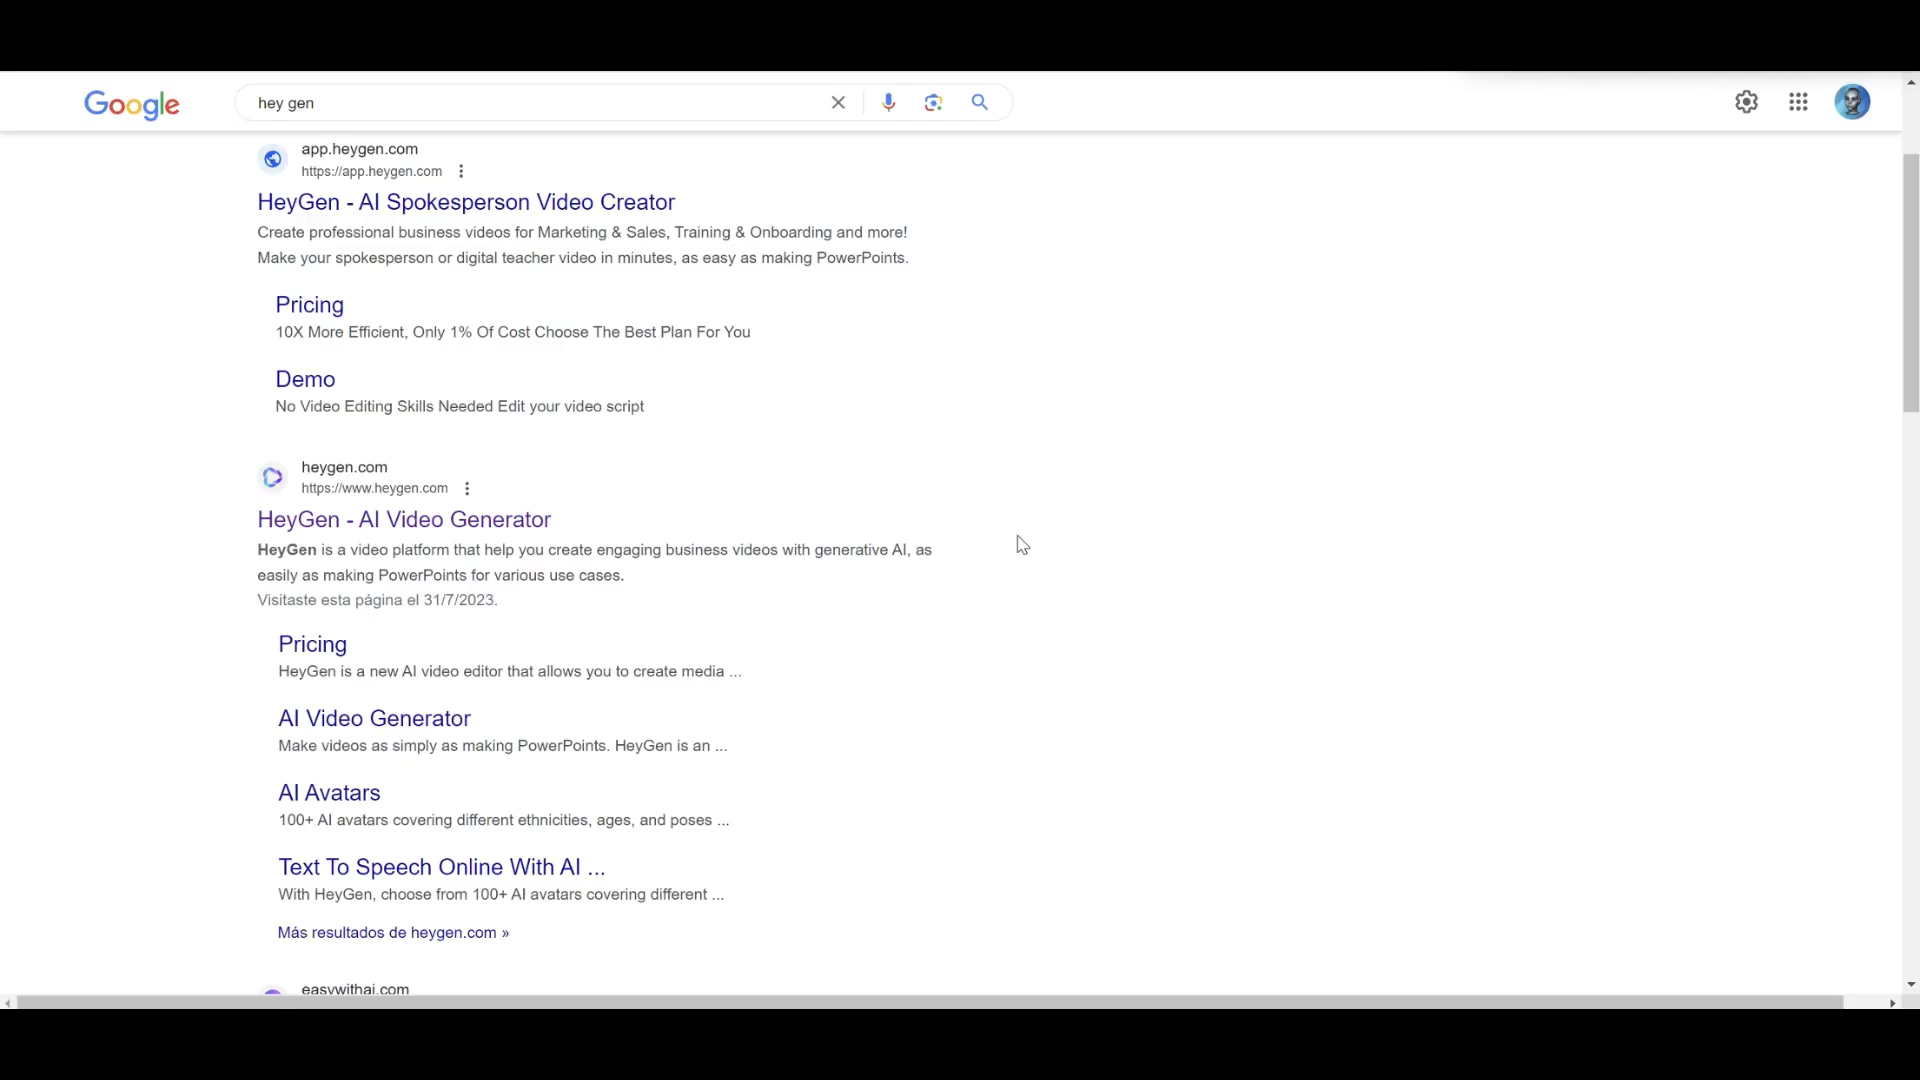 Google
hey gen
app.heygen.com
https://app.heygen.com
HeyGen - AI Spokesperson Video Creator
Create professional business videos for Marketing & Sales, Training & Onboarding and more!
Make your spokesperson or digital teacher video in minutes, as easy as making PowerPoints.
Pricing
10X More Efficient, Only 1% Of Cost Choose The Best Plan For You
Demo
No Video Editing Skills Needed Edit your video script
heygen.com
https://www.heygen.com
HeyGen - AI Video Generator
HeyGen is a video platform that help you create engaging business videos with generative AI, as
easily as making PowerPoints for various use cases.
Visitaste esta página el 31/7/2023.
Pricing
HeyGen is a new AI video editor that allows you to create media ...
AI Video Generator
Make videos as simply as making PowerPoints. HeyGen is an ...
AI Avatars
100+ AI avatars covering different ethnicities, ages, and poses ...
Text To Speech Online With AI ...
With HeyGen, choose from 100+ AI avatars covering different ...
Más resultados de heygen.com »
easywithai.com